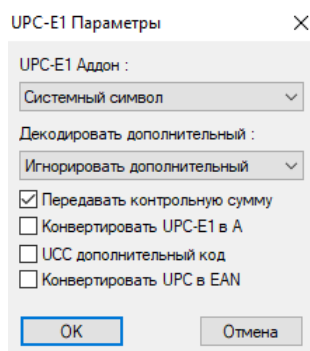 UPC-E1 Параметры
UPC-E1 Аддон :
Системный символ
Декодировать дополнительный :
Игнорировать дополнительный
Передавать контрольную сумму
Конвертировать UPC-E1 в A
UCC дополнительный код
Конвертировать UPC в EAN
OK Отмена